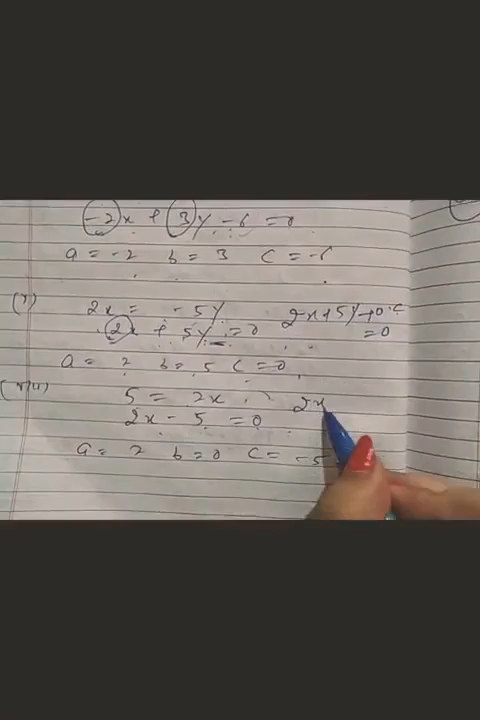 -2x + 3y - 6 = 0
a = -2 b = 3 c = -6
2x = -5y
2x + 5y = 0 2x+5y+0.c =0
a = 2 b = 5 c = 0
5 = 2x 2x
2x - 5 = 0
a = 2 b = 0 c = -5